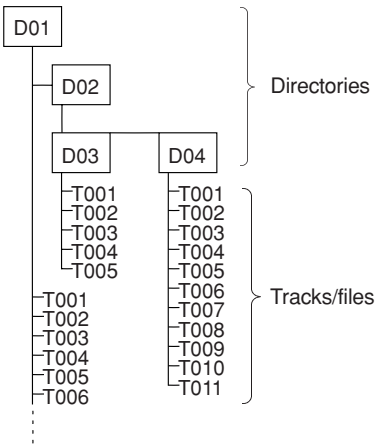 D01
D02
Directories
D03
D04
T001
T002
T003
T004
T005
T001
T002
T003
T004
T005
T006
T007
T008
T009
T010
T011
Tracks/files
T001
T002
T003
T004
T005
T006